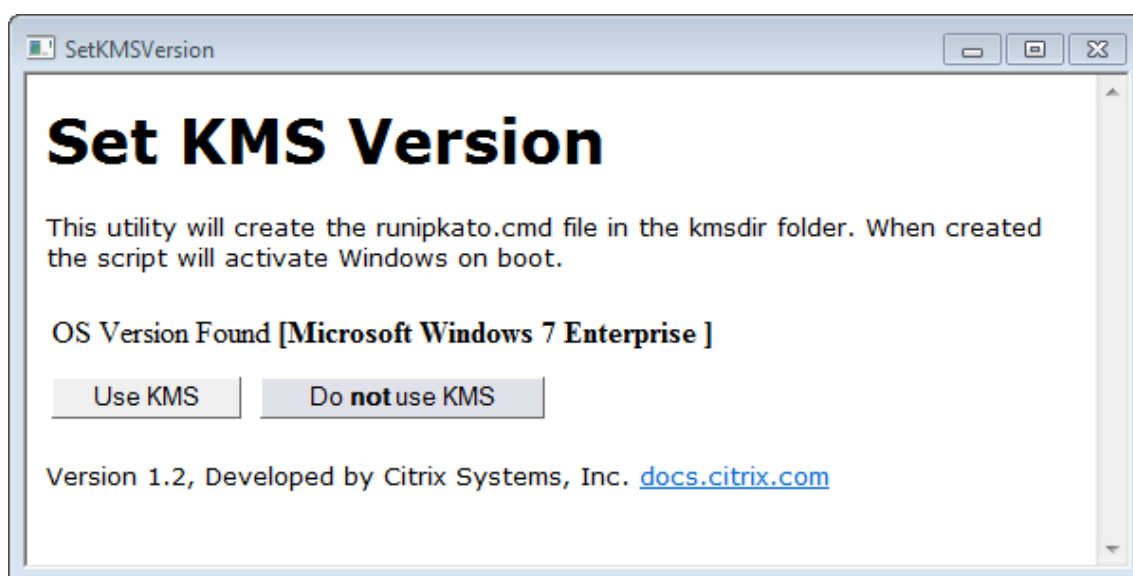 SetKMSVersion
Set KMS Version
This utility will create the runipkato.cmd file in the kmsdir folder. When created
the script will activate Windows on boot.
OS Version Found [Microsoft Windows 7 Enterprise ]
Use KMS Do not use KMS
Version 1.2, Developed by Citrix Systems, Inc. docs.citrix.com